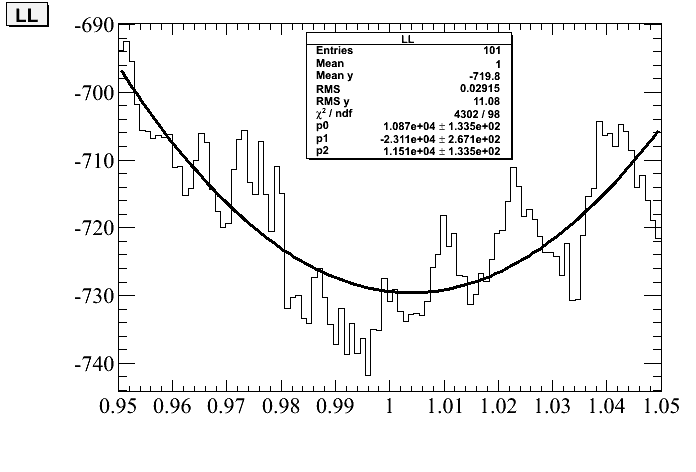 LL
LL
Entries 101
Mean 1
Mean y -719.8
RMS 0.02915
RMS y 11.08
χ² / ndf 4302 / 98
p0 1.087e+04 ± 1.335e+02
p1 -2.311e+04 ± 2.671e+02
p2 1.151e+04 ± 1.335e+02
-690
-700
-710
-720
-730
-740
0.95 0.96 0.97 0.98 0.99 1 1.01 1.02 1.03 1.04 1.05